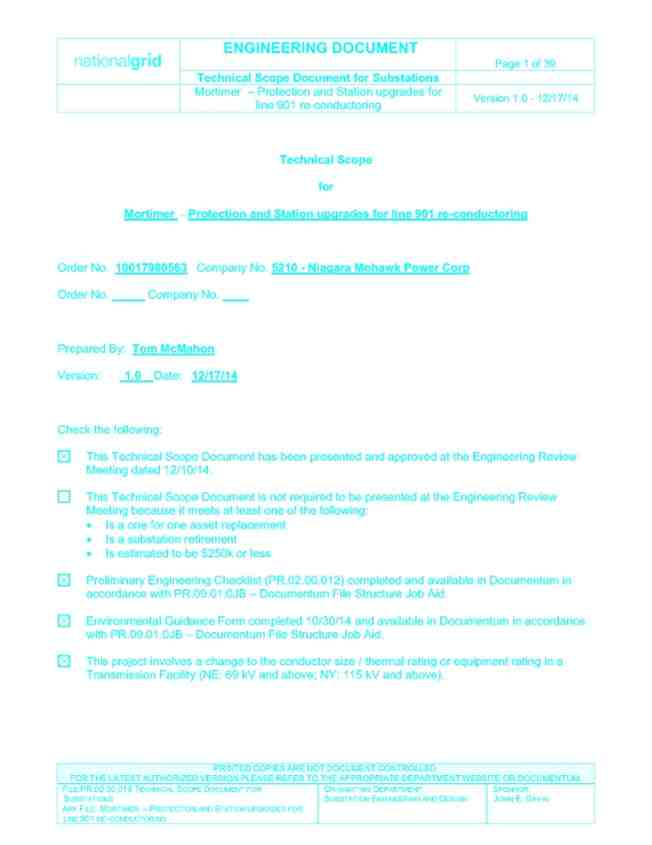 nationalgrid
ENGINEERING DOCUMENT
Page 1 of 39
Technical Scope Document for Substations
Mortimer – Protection and Station upgrades for
line 901 re-conductoring
Version 1.0 - 12/17/14
Technical Scope
for
Mortimer - Protection and Station upgrades for line 901 re-conductoring
Order No. 10017980563 Company No. 5210 - Niagara Mohawk Power Corp
Order No. _____ Company No. ____
Prepared By: Tom McMahon
Version: 1.0 Date: 12/17/14
Check the following:
☒ This Technical Scope Document has been presented and approved at the Engineering Review
Meeting dated 12/10/14.
☐ This Technical Scope Document is not required to be presented at the Engineering Review
Meeting because it meets at least one of the following:
• Is a one for one asset replacement
• Is a substation retirement
• Is estimated to be $250k or less
☒ Preliminary Engineering Checklist (PR.02.00.012) completed and available in Documentum in
accordance with PR.09.01.0JB – Documentum File Structure Job Aid.
☒ Environmental Guidance Form completed 10/30/14 and available in Documentum in accordance
with PR.09.01.0JB – Documentum File Structure Job Aid.
☒ This project involves a change to the conductor size / thermal rating or equipment rating in a
Transmission Facility (NE: 69 kV and above; NY: 115 kV and above).
PRINTED COPIES ARE NOT DOCUMENT CONTROLLED.
FOR THE LATEST AUTHORIZED VERSION PLEASE REFER TO THE APPROPRIATE DEPARTMENT WEBSITE OR DOCUMENTUM.
FILE: PR.02.00.018 TECHNICAL SCOPE DOCUMENT FOR
SUBSTATIONS
FILE: MORTIMER – PROTECTION AND STATION UPGRADES FOR
LINE 901 RE-CONDUCTORING
ORIGINATING DEPARTMENT:
SUBSTATION ENGINEERING AND DESIGN
SPONSOR:
JOHN E.